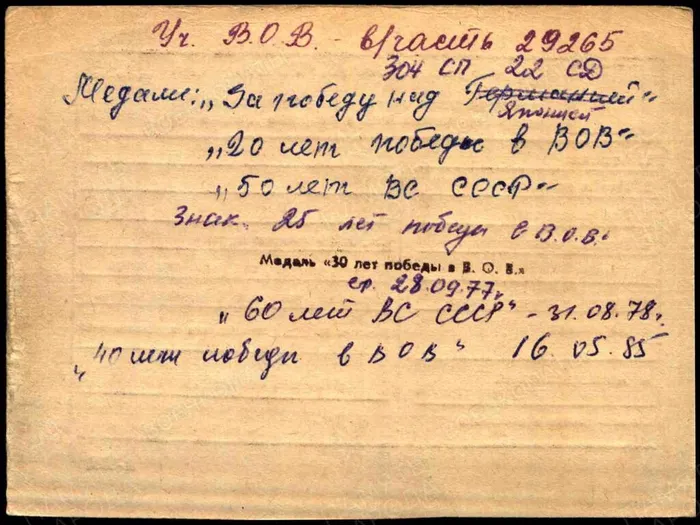 Уч. В.О.В. - в/часть 29265
304 СП 22 СД
Медали: „За победу над Германией"
Японией
„20 лет победы в ВОВ"
„50 лет ВС СССР"
Знак 25 лет победы в В.О.В.
Медаль «30 лет победы в В. О. В.»
ср. 28.09.77г.
„60 лет ВС СССР" - 31.08.78г.
„40 лет победы в ВОВ" 16.05.85